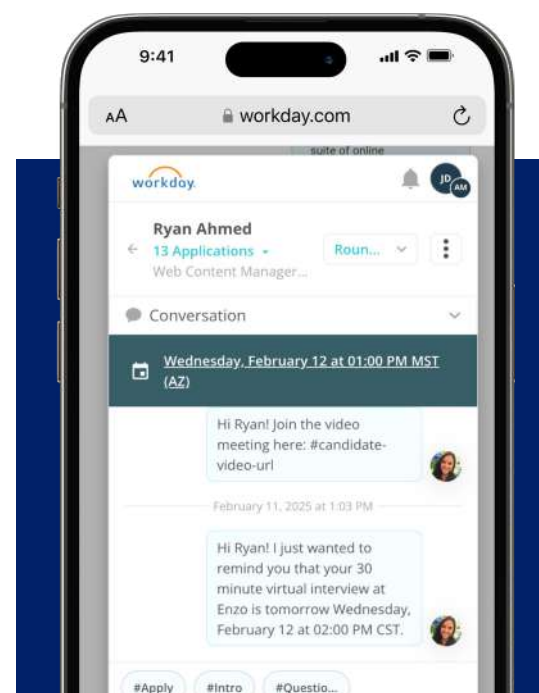 9:41
AA
workday.com
suite of online
workday.
JD
AM
Ryan Ahmed
13 Applications
Roun...
Web Content Manager...
Conversation
Wednesday, February 12 at 01:00 PM MST
(AZ)
Hi Ryan! Join the video
meeting here: #candidate-
video-url
February 11, 2025 at 1:03 PM
Hi Ryan! I just wanted to
remind you that your 30
minute virtual interview at
Enzo is tomorrow Wednesday,
February 12 at 02:00 PM CST.
#Apply
#Intro
#Questio...